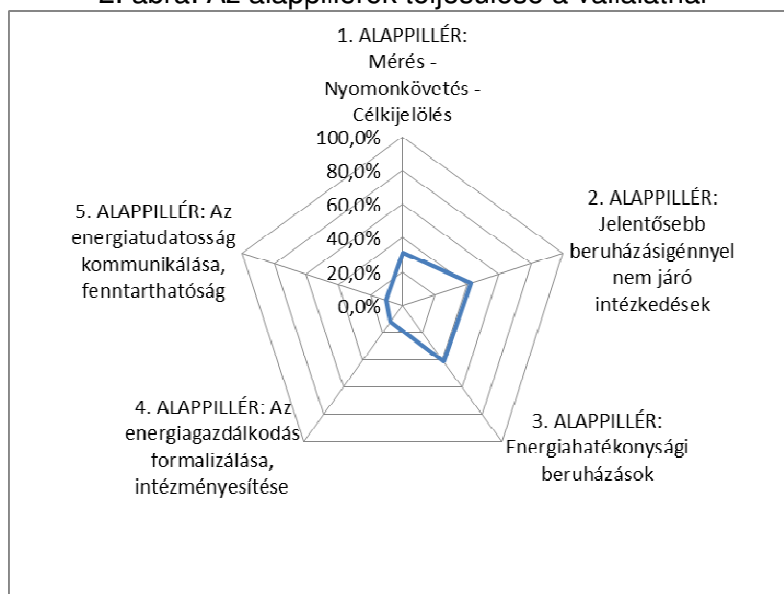 2. ábra: Az alappillérek teljesülése a vállalatnál
1. ALAPPILLÉR:
Mérés -
Nyomonkövetés -
Célkijelölés
100,0%
80,0%
60,0%
40,0%
20,0%
0,0%
2. ALAPPILLÉR:
Jelentősebb
beruházásigénnyel
nem járó
intézkedések
3. ALAPPILLÉR:
Energiahatékonysági
beruházások
4. ALAPPILLÉR: Az
energiagazdálkodás
formalizálása,
intézményesítése
5. ALAPPILLÉR: Az
energiatudatosság
kommunikálása,
fenntarthatóság